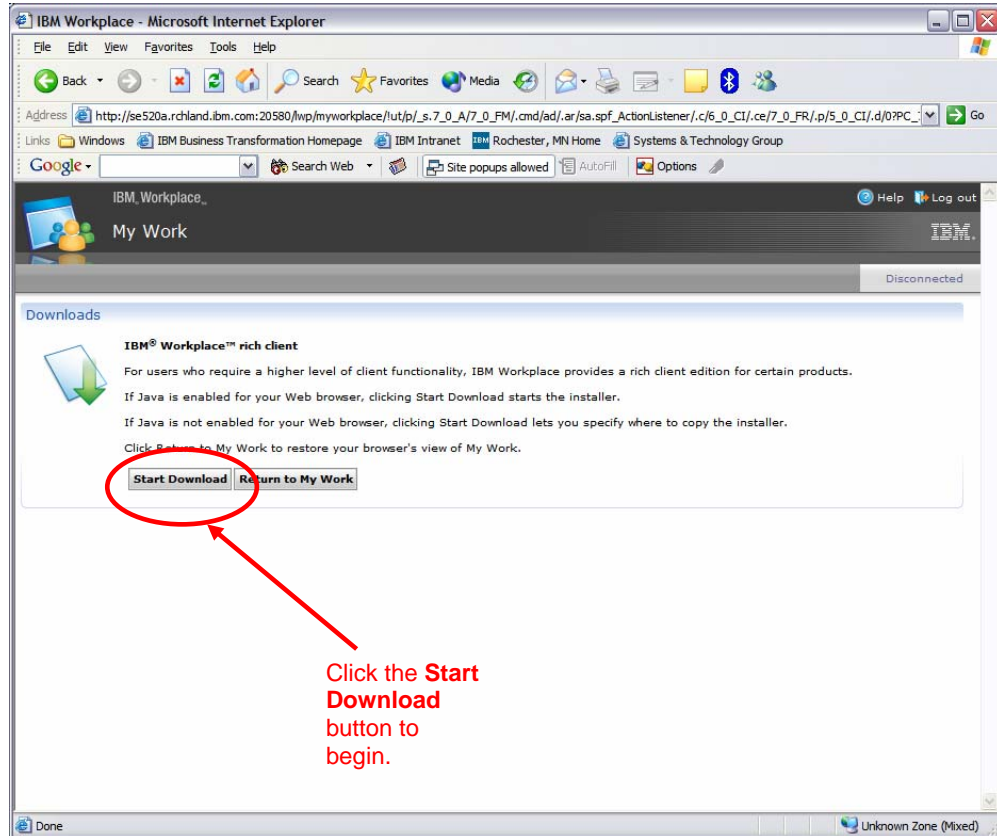 IBM Workplace - Microsoft Internet Explorer
File Edit View Favorites Tools Help
Back Search Favorites Media
Address http://se520a.rchland.ibm.com:20580/lwp/myworkplace/!ut/p/_s.7_0_A/7_0_FM/.cmd/ad/.ar/sa.spf_ActionListener/.c/6_0_CI/.ce/7_0_FR/.p/5_0_CI/.d/0?PC_ Go
Links Windows IBM Business Transformation Homepage IBM Intranet IBM Rochester, MN Home Systems & Technology Group
Google Search Web Site popups allowed AutoFill Options
IBM Workplace Help Log out
My Work IBM.
Disconnected
Downloads
IBM® Workplace™ rich client
For users who require a higher level of client functionality, IBM Workplace provides a rich client edition for certain products.
If Java is enabled for your Web browser, clicking Start Download starts the installer.
If Java is not enabled for your Web browser, clicking Start Download lets you specify where to copy the installer.
Click Return to My Work to restore your browser's view of My Work.
Start Download Return to My Work
Click the Start
Download
button to
begin.
Done Unknown Zone (Mixed)